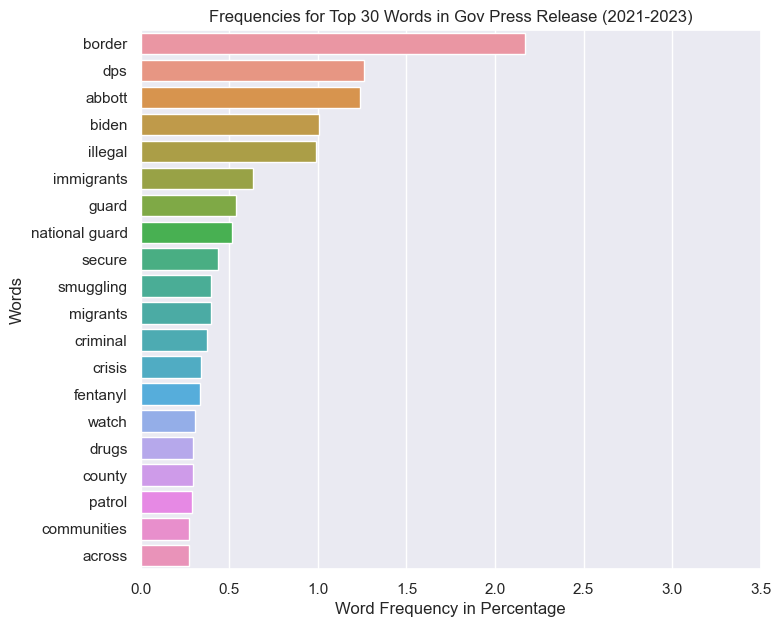 Frequencies for Top 30 Words in Gov Press Release (2021-2023)
border
dps
abbott
biden
illegal
immigrants
guard
national guard
secure
smuggling
migrants
criminal
crisis
fentanyl
watch
drugs
county
patrol
communities
across
Words
0.0 0.5 1.0 1.5 2.0 2.5 3.0 3.5
Word Frequency in Percentage